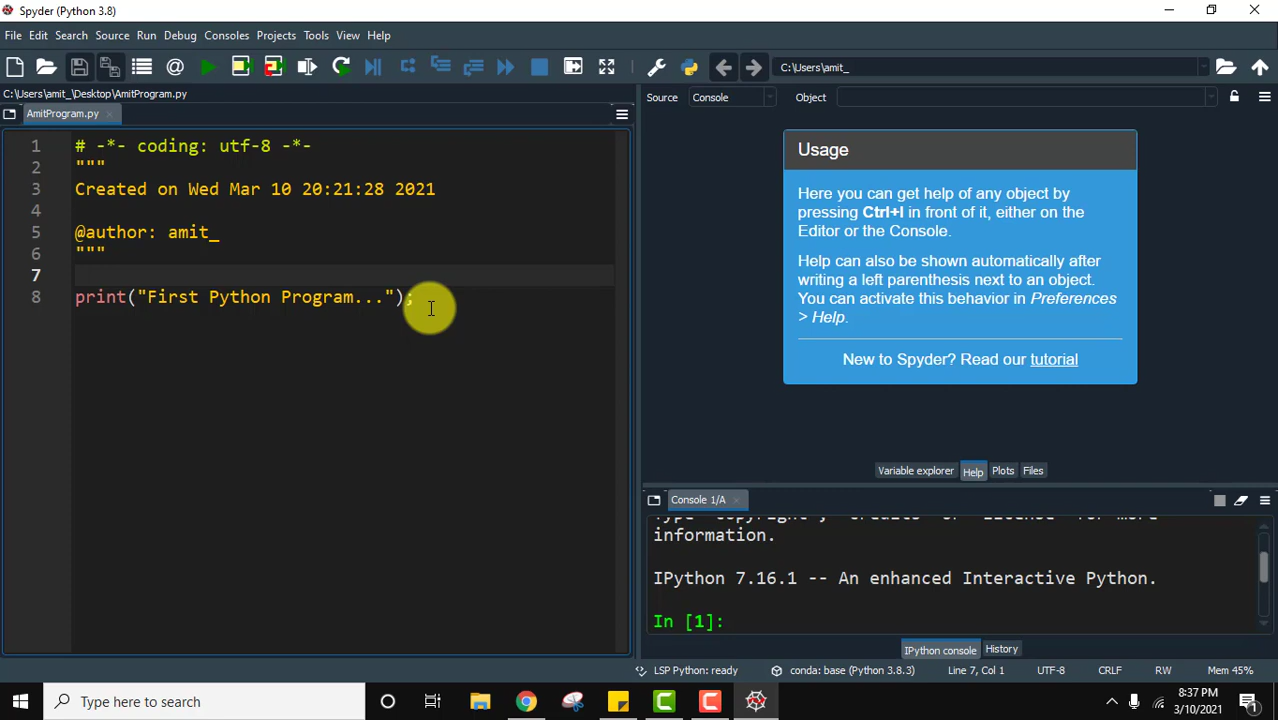 Spyder (Python 3.8)
File Edit Search Source Run Debug Consoles Projects Tools View Help
C:\Users\amit_
C:\Users\amit_\Desktop\AmitProgram.py
Source Console Object
AmitProgram.py
1 # -*- coding: utf-8 -*-
2 """
3 Created on Wed Mar 10 20:21:28 2021
4
5 @author: amit_
6 """
7
8 print("First Python Program...");
Usage
Here you can get help of any object by
pressing Ctrl+I in front of it, either on the
Editor or the Console.
Help can also be shown automatically after
writing a left parenthesis next to an object.
You can activate this behavior in Preferences
> Help.
New to Spyder? Read our tutorial
Variable explorer Help Plots Files
Console 1/A
Type "copyright", "credits" or "license" for more
information.
IPython 7.16.1 -- An enhanced Interactive Python.
In [1]:
IPython console History
LSP Python: ready conda: base (Python 3.8.3) Line 7, Col 1 UTF-8 CRLF RW Mem 45%
Type here to search
8:37 PM
3/10/2021
1